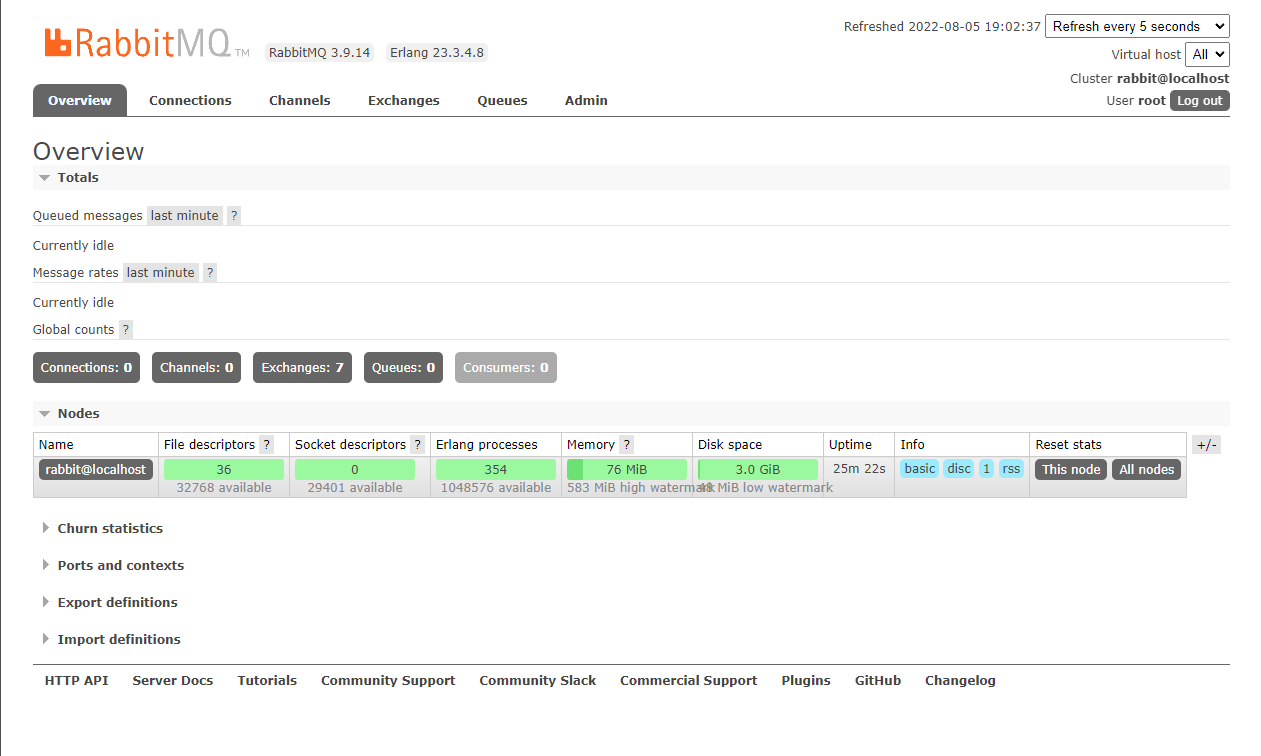 RabbitMQ TM RabbitMQ 3.9.14 Erlang 23.3.4.8
Refreshed 2022-08-05 19:02:37 Refresh every 5 seconds
Virtual host All
Cluster rabbit@localhost
User root Log out
Overview Connections Channels Exchanges Queues Admin
Overview
Totals
Queued messages last minute ?
Currently idle
Message rates last minute ?
Currently idle
Global counts ?
Connections: 0 Channels: 0 Exchanges: 7 Queues: 0 Consumers: 0
Nodes
Name File descriptors ? Socket descriptors ? Erlang processes Memory ? Disk space Uptime Info Reset stats +/-
rabbit@localhost 36 0 354 76 MiB 3.0 GiB 25m 22s basic disc 1 rss This node All nodes
32768 available 29401 available 1048576 available 583 MiB high watermark 48 MiB low watermark
Churn statistics
Ports and contexts
Export definitions
Import definitions
HTTP API Server Docs Tutorials Community Support Community Slack Commercial Support Plugins GitHub Changelog